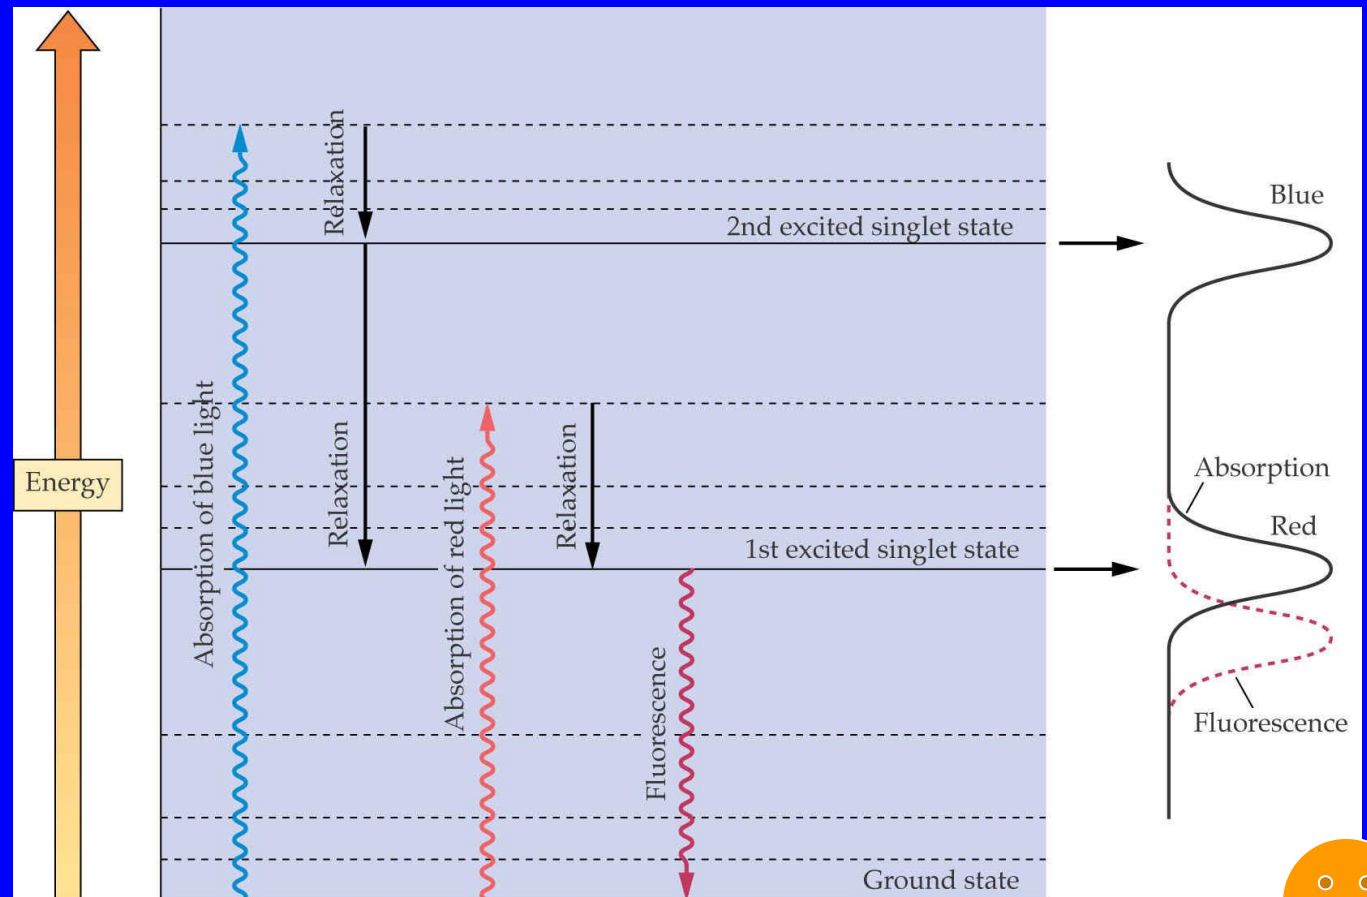 Relaxation
Blue
2nd excited singlet state
Absorption of blue light
Relaxation
Absorption of red light
Relaxation
Energy
Absorption
Red
1st excited singlet state
Fluorescence
Fluorescence
Ground state